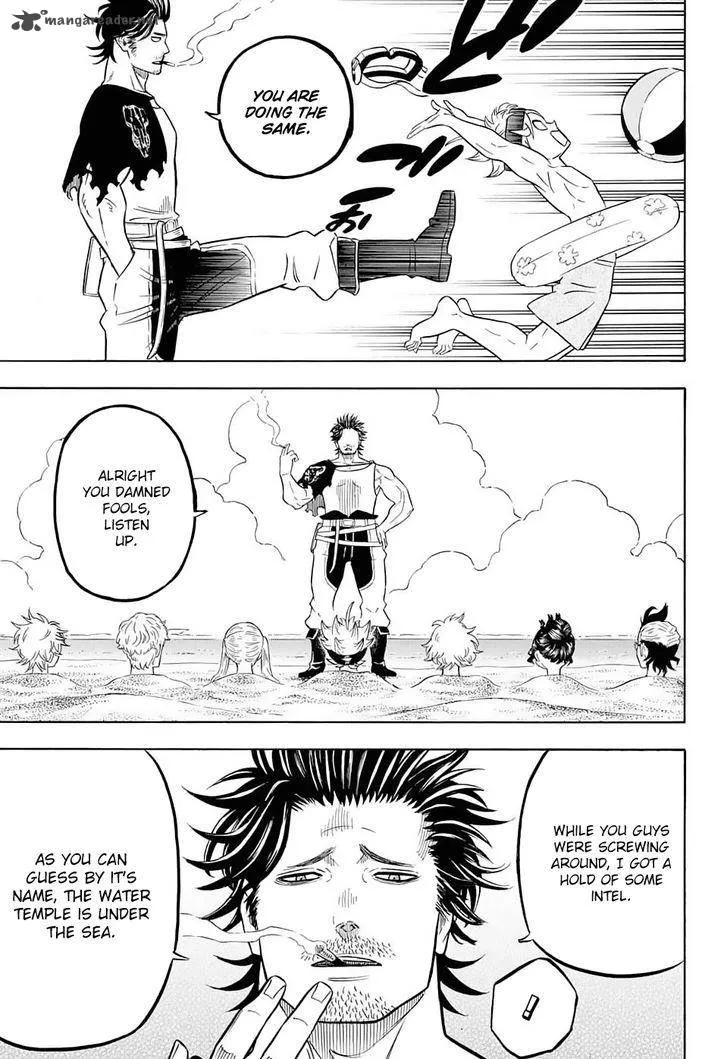 mangareader.net
YOU ARE
DOING THE
SAME.
ALRIGHT
YOU DAMNED
FOOLS,
LISTEN
UP.
WHILE YOU GUYS
WERE SCREWING
AROUND, I GOT A
HOLD OF SOME
INTEL.
!
AS YOU CAN
GUESS BY IT'S
NAME, THE WATER
TEMPLE IS UNDER
THE SEA.